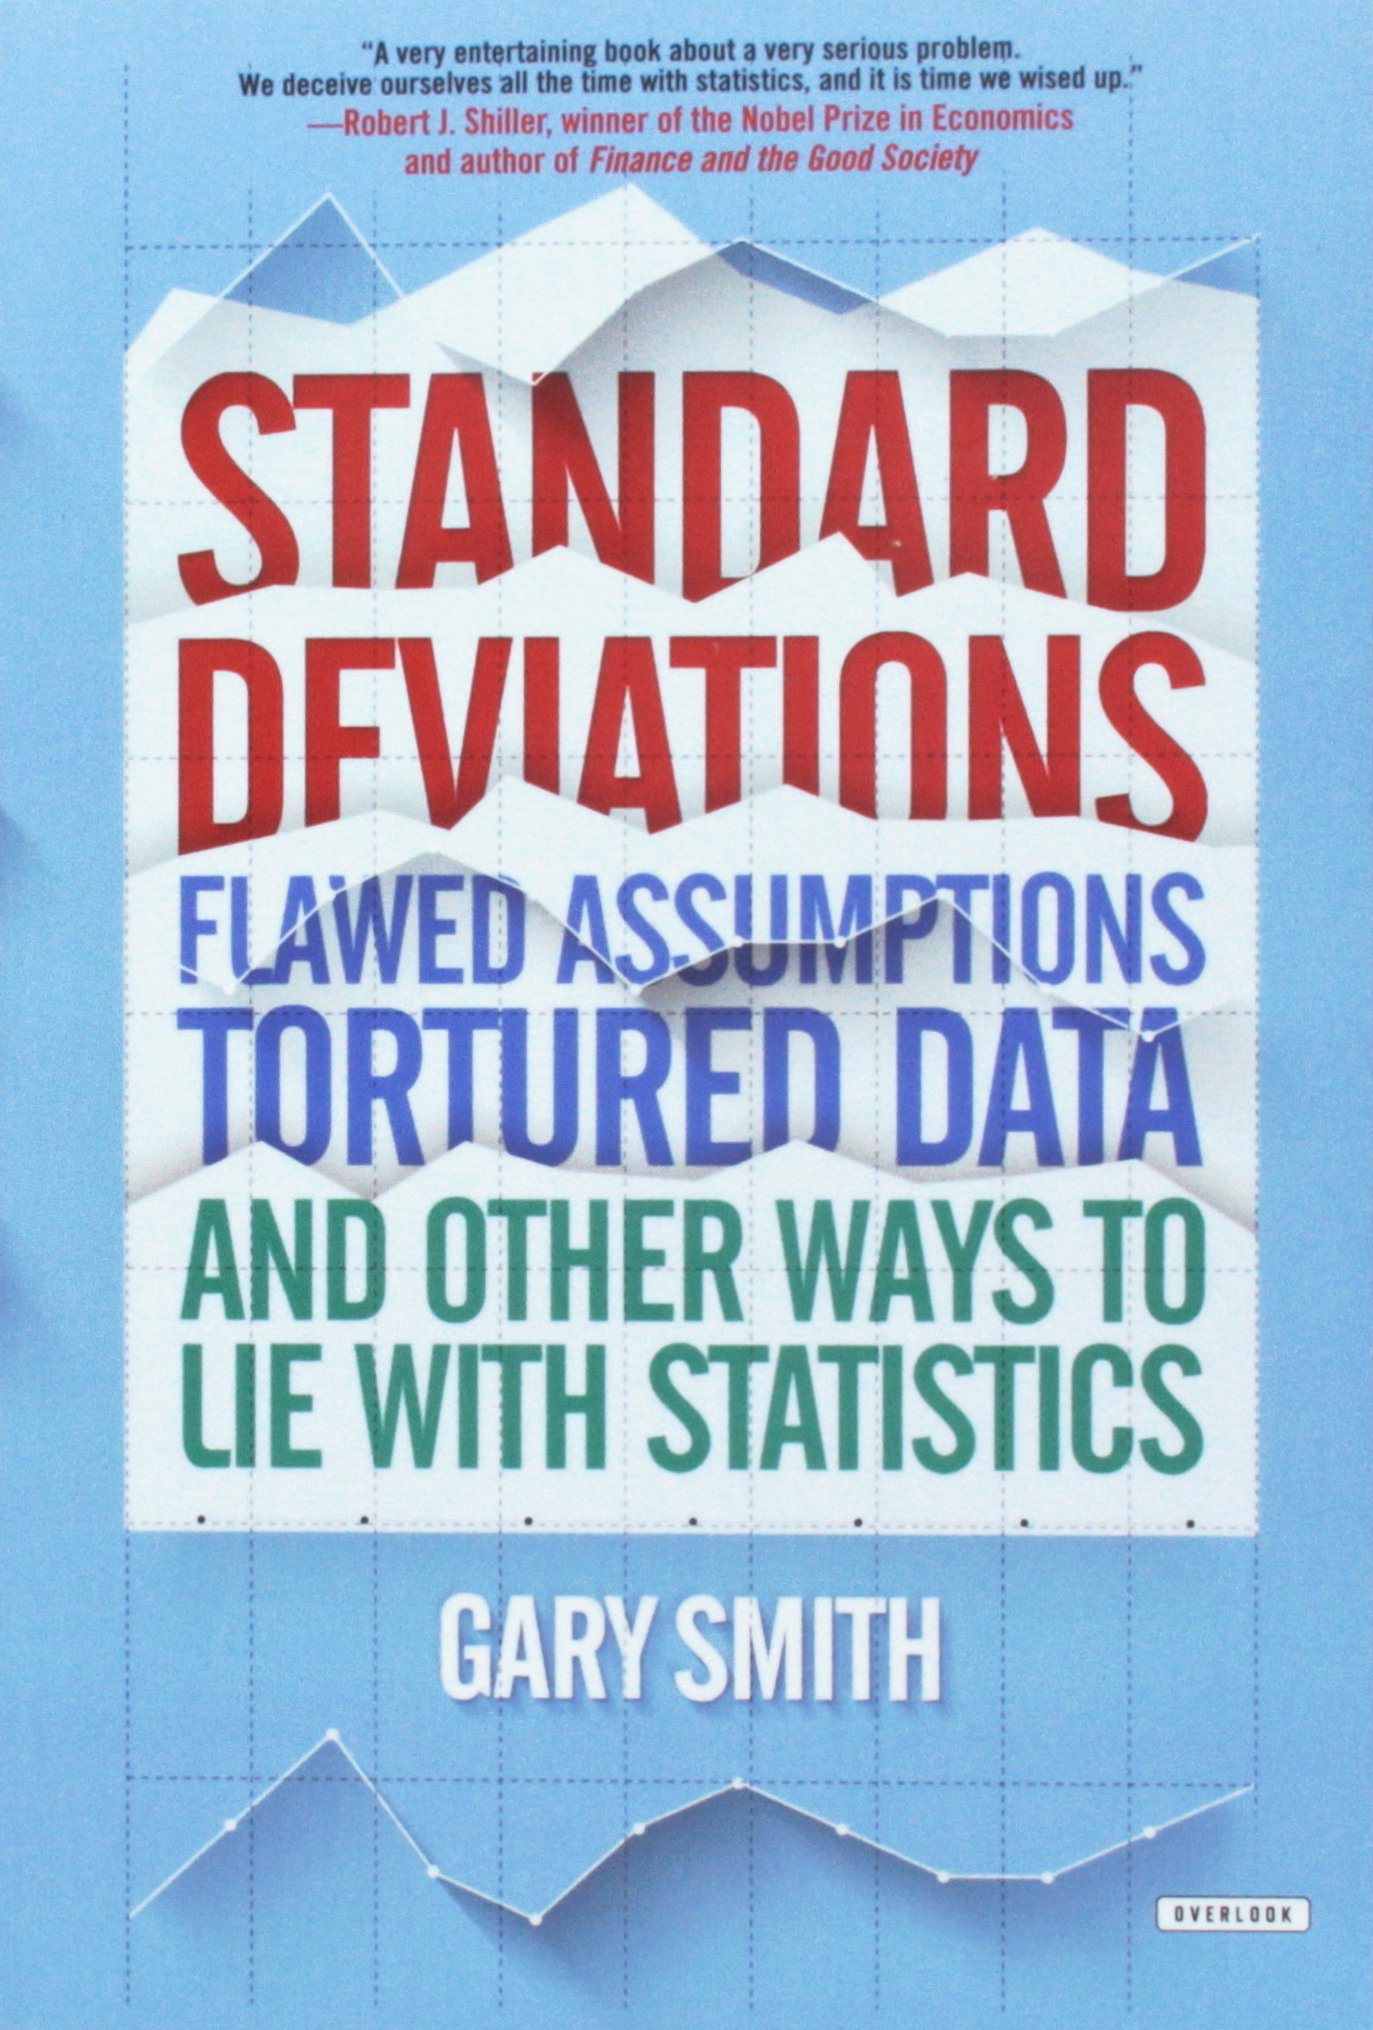 “A very entertaining book about a very serious problem.
We deceive ourselves all the time with statistics, and it is time we wised up.”
—Robert J. Shiller, winner of the Nobel Prize in Economics
and author of Finance and the Good Society
STANDARD
DEVIATIONS
FLAWED ASSUMPTIONS
TORTURED DATA
AND OTHER WAYS TO
LIE WITH STATISTICS
GARY SMITH
OVERLOOK